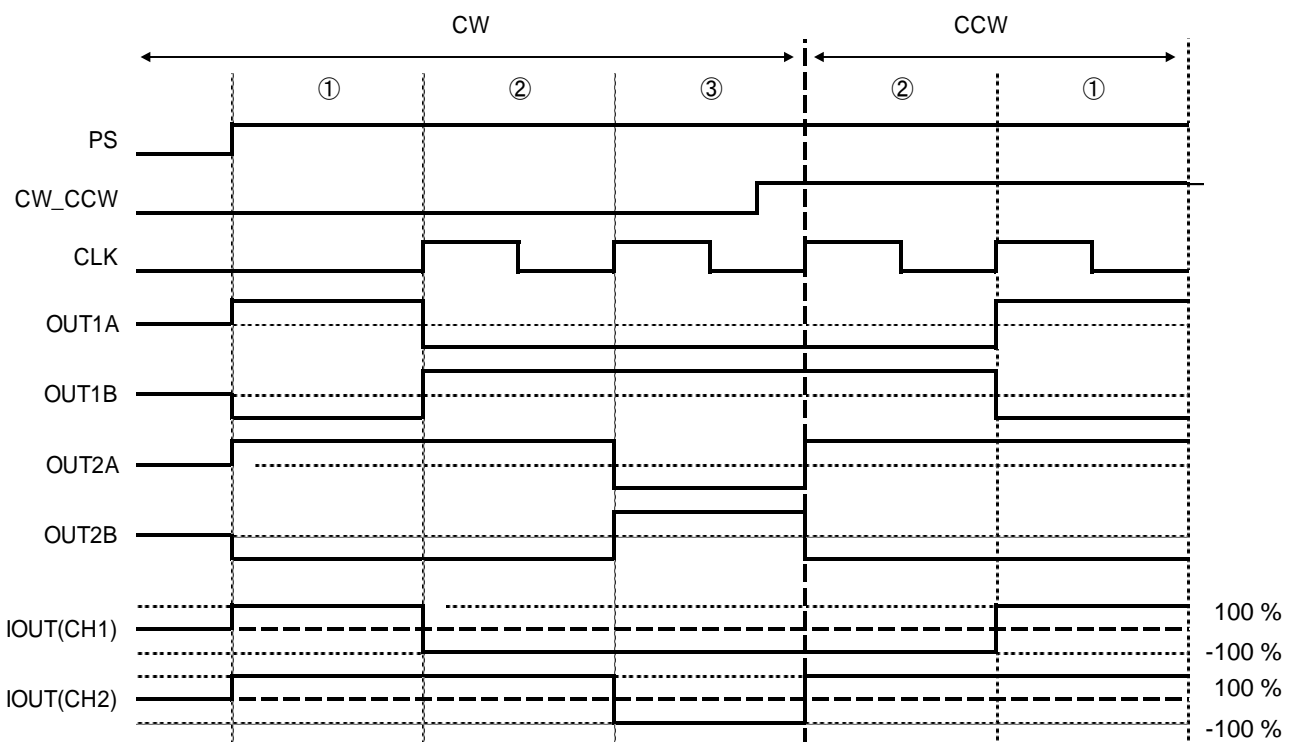 CW CCW
① ② ③ ② ①
PS
CW_CCW
CLK
OUT1A
OUT1B
OUT2A
OUT2B
IOUT(CH1)
100 %
-100 %
IOUT(CH2)
100 %
-100 %